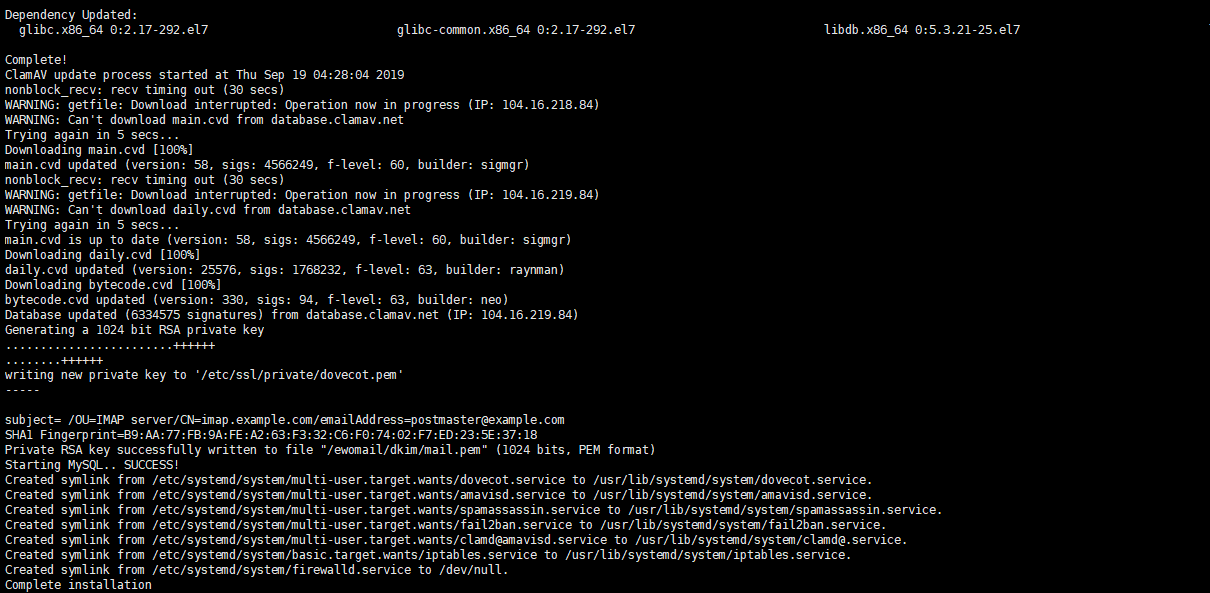 Dependency Updated:
glibc.x86_64 0:2.17-292.el7 glibc-common.x86_64 0:2.17-292.el7 libdb.x86_64 0:5.3.21-25.el7
Complete!
ClamAV update process started at Thu Sep 19 04:28:04 2019
nonblock_recv: recv timing out (30 secs)
WARNING: getfile: Download interrupted: Operation now in progress (IP: 104.16.218.84)
WARNING: Can't download main.cvd from database.clamav.net
Trying again in 5 secs...
Downloading main.cvd [100%]
main.cvd updated (version: 58, sigs: 4566249, f-level: 60, builder: sigmgr)
nonblock_recv: recv timing out (30 secs)
WARNING: getfile: Download interrupted: Operation now in progress (IP: 104.16.219.84)
WARNING: Can't download daily.cvd from database.clamav.net
Trying again in 5 secs...
main.cvd is up to date (version: 58, sigs: 4566249, f-level: 60, builder: sigmgr)
Downloading daily.cvd [100%]
daily.cvd updated (version: 25576, sigs: 1768232, f-level: 63, builder: raynman)
Downloading bytecode.cvd [100%]
bytecode.cvd updated (version: 330, sigs: 94, f-level: 63, builder: neo)
Database updated (6334575 signatures) from database.clamav.net (IP: 104.16.219.84)
Generating a 1024 bit RSA private key
........................++++++
........++++++
writing new private key to '/etc/ssl/private/dovecot.pem'
-----
subject= /OU=IMAP server/CN=imap.example.com/emailAddress=postmaster@example.com
SHA1 Fingerprint=B9:AA:77:FB:9A:FE:A2:63:F3:32:C6:F0:74:02:F7:ED:23:5E:37:18
Private RSA key successfully written to file "/ewomail/dkim/mail.pem" (1024 bits, PEM format)
Starting MySQL.. SUCCESS!
Created symlink from /etc/systemd/system/multi-user.target.wants/dovecot.service to /usr/lib/systemd/system/dovecot.service.
Created symlink from /etc/systemd/system/multi-user.target.wants/amavisd.service to /usr/lib/systemd/system/amavisd.service.
Created symlink from /etc/systemd/system/multi-user.target.wants/spamassassin.service to /usr/lib/systemd/system/spamassassin.service.
Created symlink from /etc/systemd/system/multi-user.target.wants/fail2ban.service to /usr/lib/systemd/system/fail2ban.service.
Created symlink from /etc/systemd/system/multi-user.target.wants/clamd@amavisd.service to /usr/lib/systemd/system/clamd@.service.
Created symlink from /etc/systemd/system/basic.target.wants/iptables.service to /usr/lib/systemd/system/iptables.service.
Created symlink from /etc/systemd/system/firewalld.service to /dev/null.
Complete installation